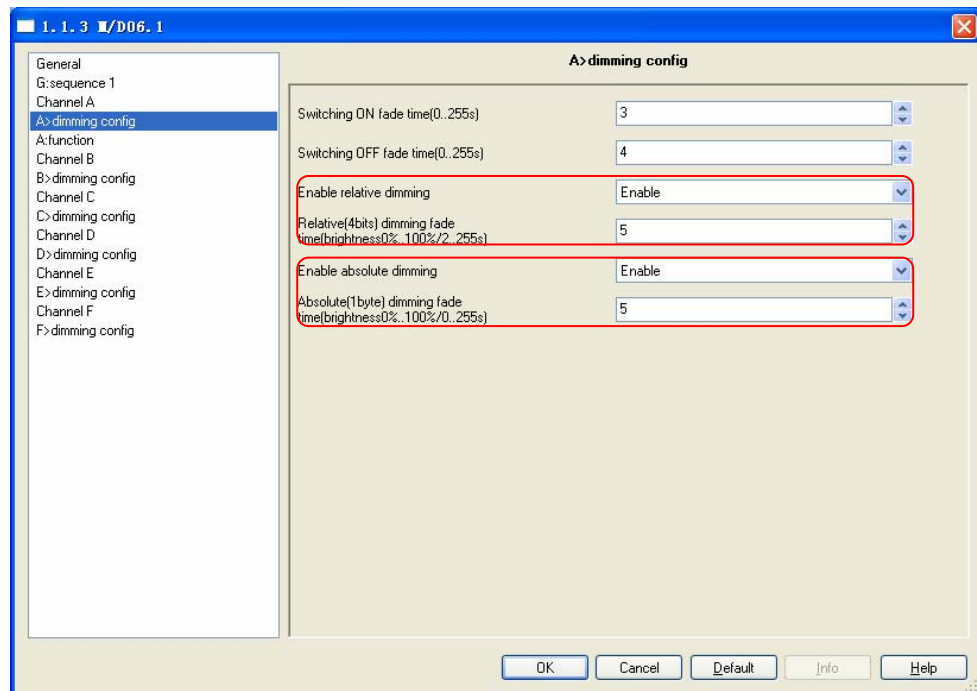 1.1.3 M/D06.1
General
G:sequence 1
Channel A
A>dimming config
A:function
Channel B
B>dimming config
Channel C
C>dimming config
Channel D
D>dimming config
Channel E
E>dimming config
Channel F
F>dimming config
A>dimming config
Switching ON fade time(0..255s)
3
Switching OFF fade time(0..255s)
4
Enable relative dimming
Enable
Relative(4bits) dimming fade
time(brightness0%..100%/2..255s)
5
Enable absolute dimming
Enable
Absolute(1byte) dimming fade
time(brightness0%..100%/0..255s)
5
OK
Cancel
Default
Info
Help